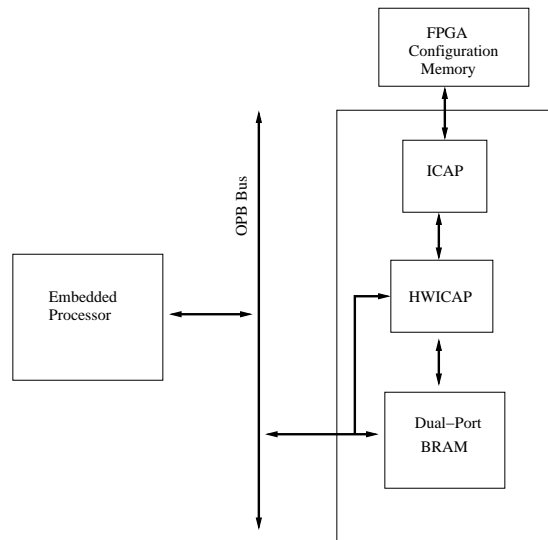 FPGA
Configuration
Memory
ICAP
OPB Bus
HWICAP
Embedded
Processor
Dual–Port
BRAM